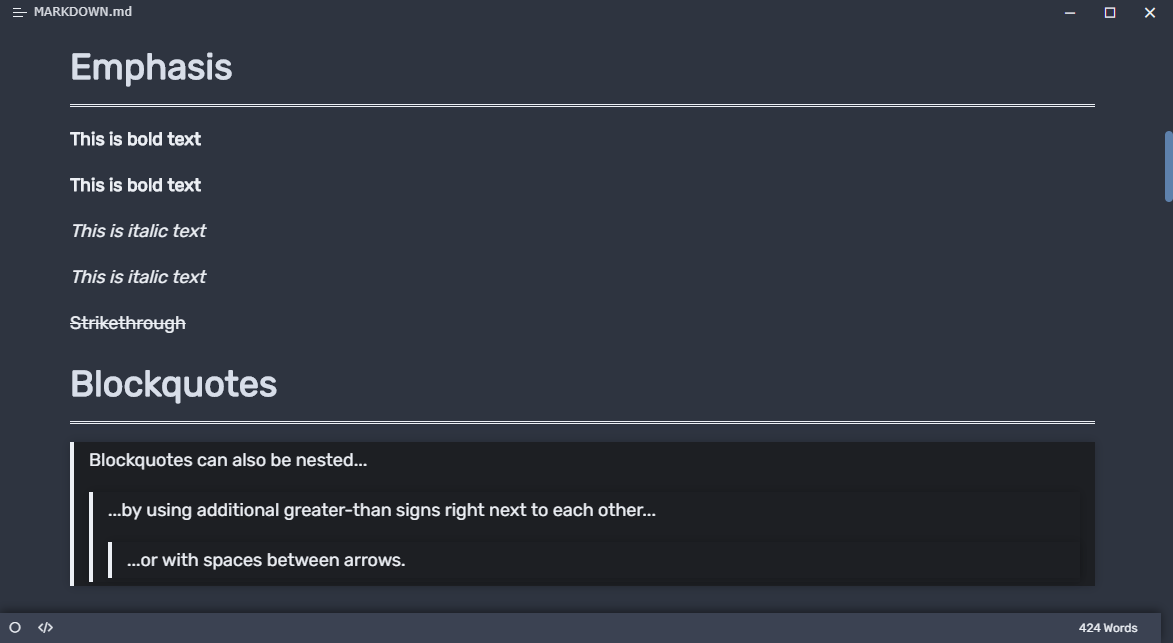 MARKDOWN.md
Emphasis
This is bold text
This is bold text
This is italic text
This is italic text
Strikethrough
Blockquotes
Blockquotes can also be nested...
...by using additional greater-than signs right next to each other...
...or with spaces between arrows.
424 Words